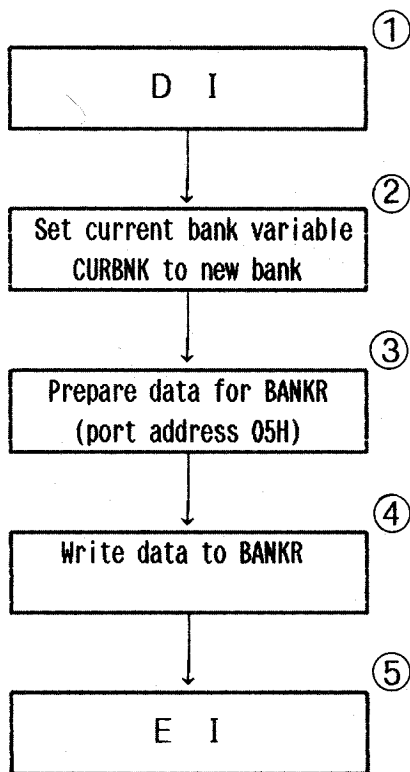 ①
D I
②
Set current bank variable
CURBNK to new bank
③
Prepare data for BANKR
(port address 05H)
④
Write data to BANKR
⑤
E I